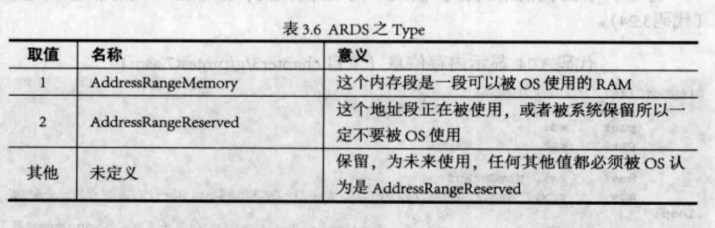 (代码3.24)。
表 3.6 ARDS 之 Type
取值 名称 意义
1 AddressRangeMemory 这个内存段是一段可以被 OS 使用的 RAM
2 AddressRangeReserved 这个地址段正在被使用，或者被系统保留所以一
定不要被 OS 使用
其他 未定义 保留，为未来使用，任何其他值都必须被 OS 认
为是 AddressRangeReserved